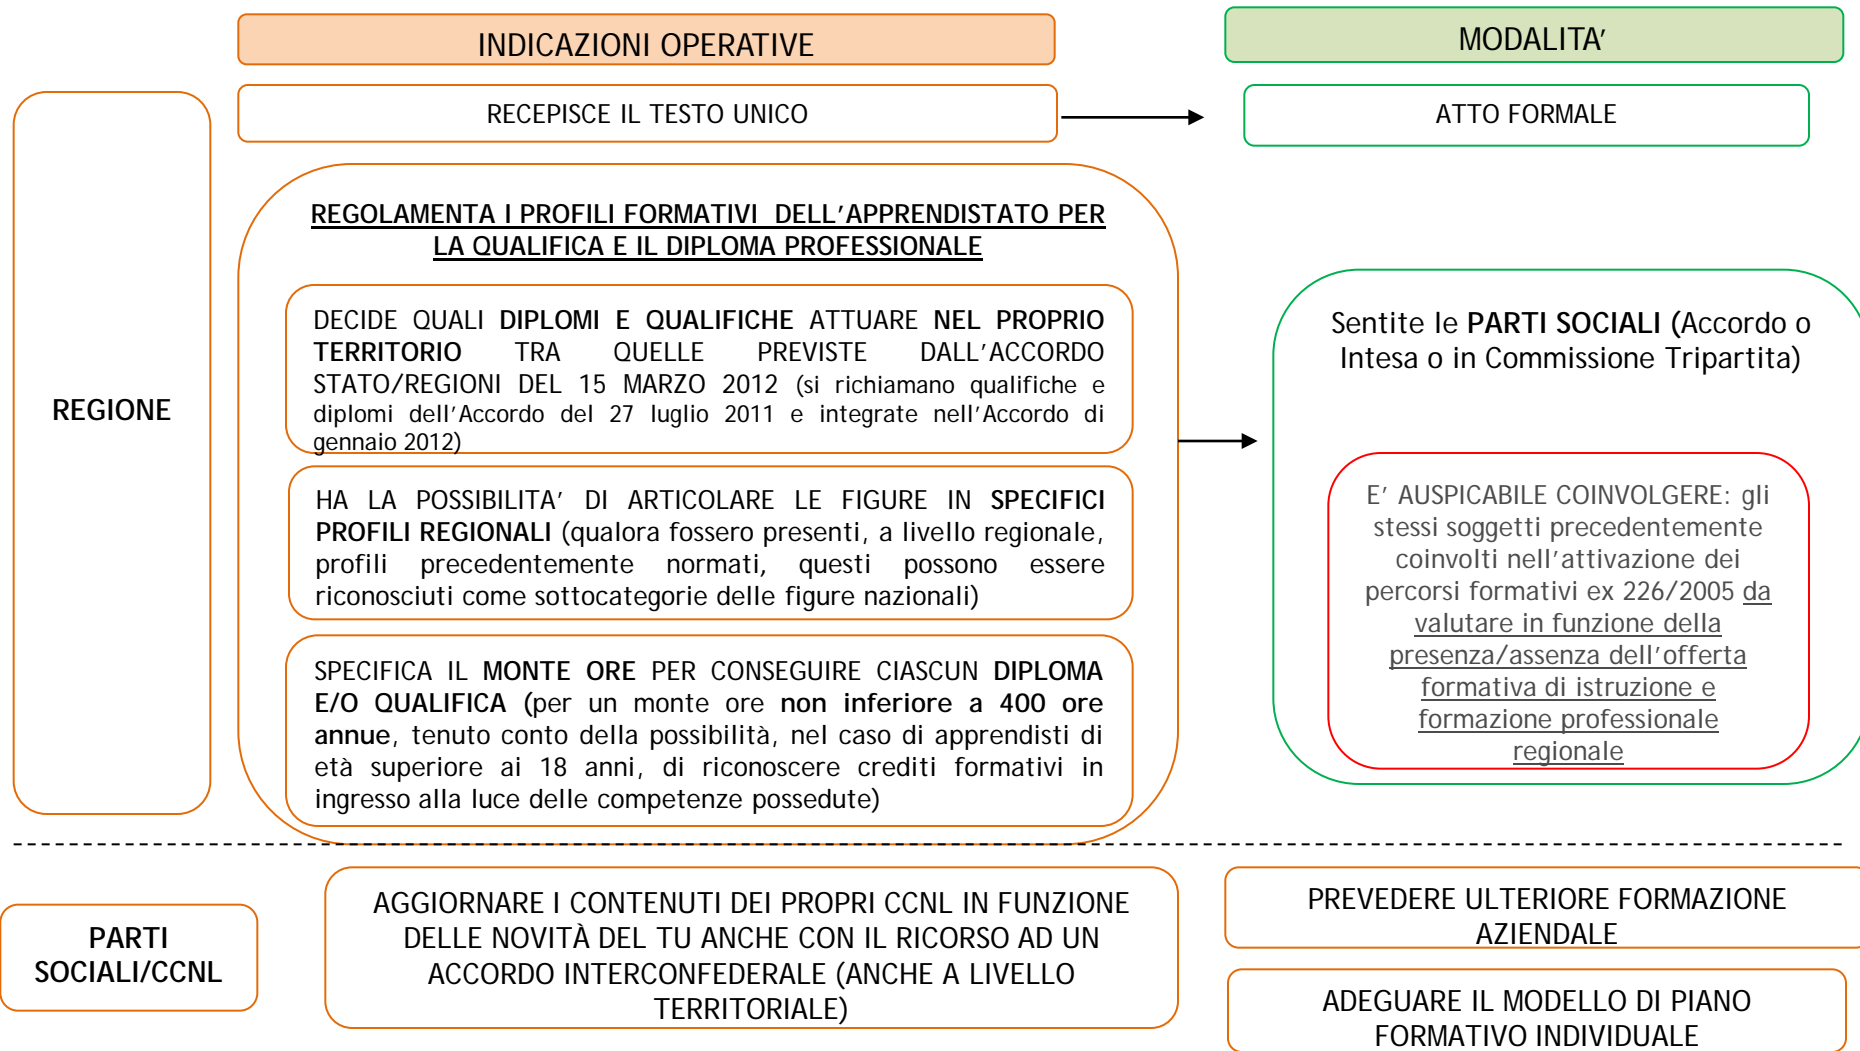 INDICAZIONI OPERATIVE
MODALITA’
RECEPISCE IL TESTO UNICO
ATTO FORMALE
REGIONE
REGOLAMENTA I PROFILI FORMATIVI DELL’APPRENDISTATO PER
LA QUALIFICA E IL DIPLOMA PROFESSIONALE
DECIDE QUALI DIPLOMI E QUALIFICHE ATTUARE NEL PROPRIO
TERRITORIO TRA QUELLE PREVISTE DALL’ACCORDO
STATO/REGIONI DEL 15 MARZO 2012 (si richiamano qualifiche e
diplomi dell’Accordo del 27 luglio 2011 e integrate nell’Accordo di
gennaio 2012)
HA LA POSSIBILITA’ DI ARTICOLARE LE FIGURE IN SPECIFICI
PROFILI REGIONALI (qualora fossero presenti, a livello regionale,
profili precedentemente normati, questi possono essere
riconosciuti come sottocategorie delle figure nazionali)
SPECIFICA IL MONTE ORE PER CONSEGUIRE CIASCUN DIPLOMA
E/O QUALIFICA (per un monte ore non inferiore a 400 ore
annue, tenuto conto della possibilità, nel caso di apprendisti di
età superiore ai 18 anni, di riconoscere crediti formativi in
ingresso alla luce delle competenze possedute)
Sentite le PARTI SOCIALI (Accordo o
Intesa o in Commissione Tripartita)
E’ AUSPICABILE COINVOLGERE: gli
stessi soggetti precedentemente
coinvolti nell’attivazione dei
percorsi formativi ex 226/2005 da
valutare in funzione della
presenza/assenza dell’offerta
formativa di istruzione e
formazione professionale
regionale
PARTI
SOCIALI/CCNL
AGGIORNARE I CONTENUTI DEI PROPRI CCNL IN FUNZIONE
DELLE NOVITÀ DEL TU ANCHE CON IL RICORSO AD UN
ACCORDO INTERCONFEDERALE (ANCHE A LIVELLO
TERRITORIALE)
PREVEDERE ULTERIORE FORMAZIONE
AZIENDALE
ADEGUARE IL MODELLO DI PIANO
FORMATIVO INDIVIDUALE